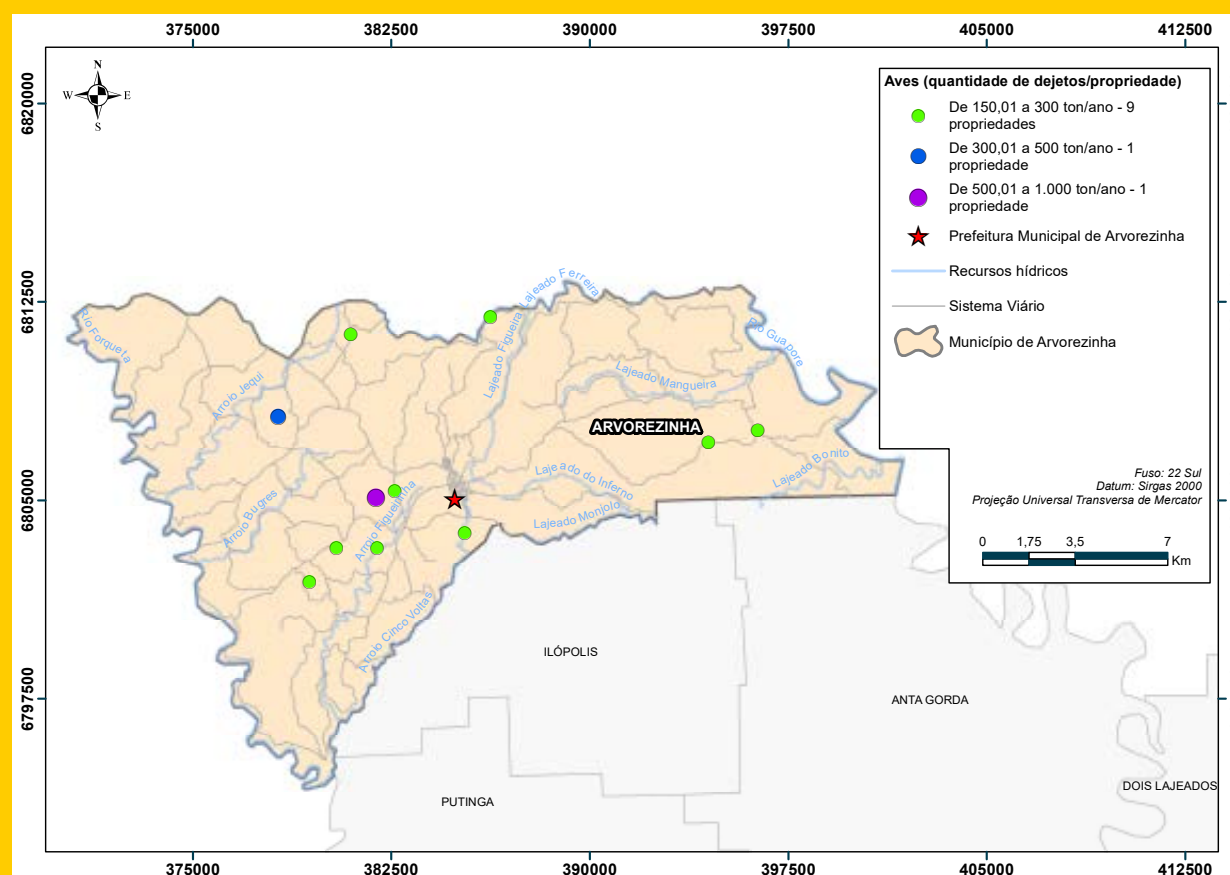 375000
382500
390000
397500
405000
412500
N
W
E
S
6820000
6812500
6805000
6797500
Aves (quantidade de dejetos/propriedade)
De 150,01 a 300 ton/ano - 9
propriedades
De 300,01 a 500 ton/ano - 1
propriedade
De 500,01 a 1.000 ton/ano - 1
propriedade
Prefeitura Municipal de Arvorezinha
Recursos hídricos
Sistema Viário
Município de Arvorezinha
Fuso: 22 Sul
Datum: Sirgas 2000
Projeção Universal Transversa de Mercator
0
1,75
3,5
7
Km
Rio Forqueta
Arroio Jequi
Lajeado Figueira
Lajeado Ferreira
Rio Guapore
Lajeado Mangueira
ARVOREZINHA
Lajeado Bonito
Lajeado do Inferno
Lajeado Monjolo
Arroio Bugres
Arroio Figueirinha
Arroio Cinco Voltas
ILÓPOLIS
ANTA GORDA
PUTINGA
DOIS LAJEADOS
375000
382500
390000
397500
405000
412500